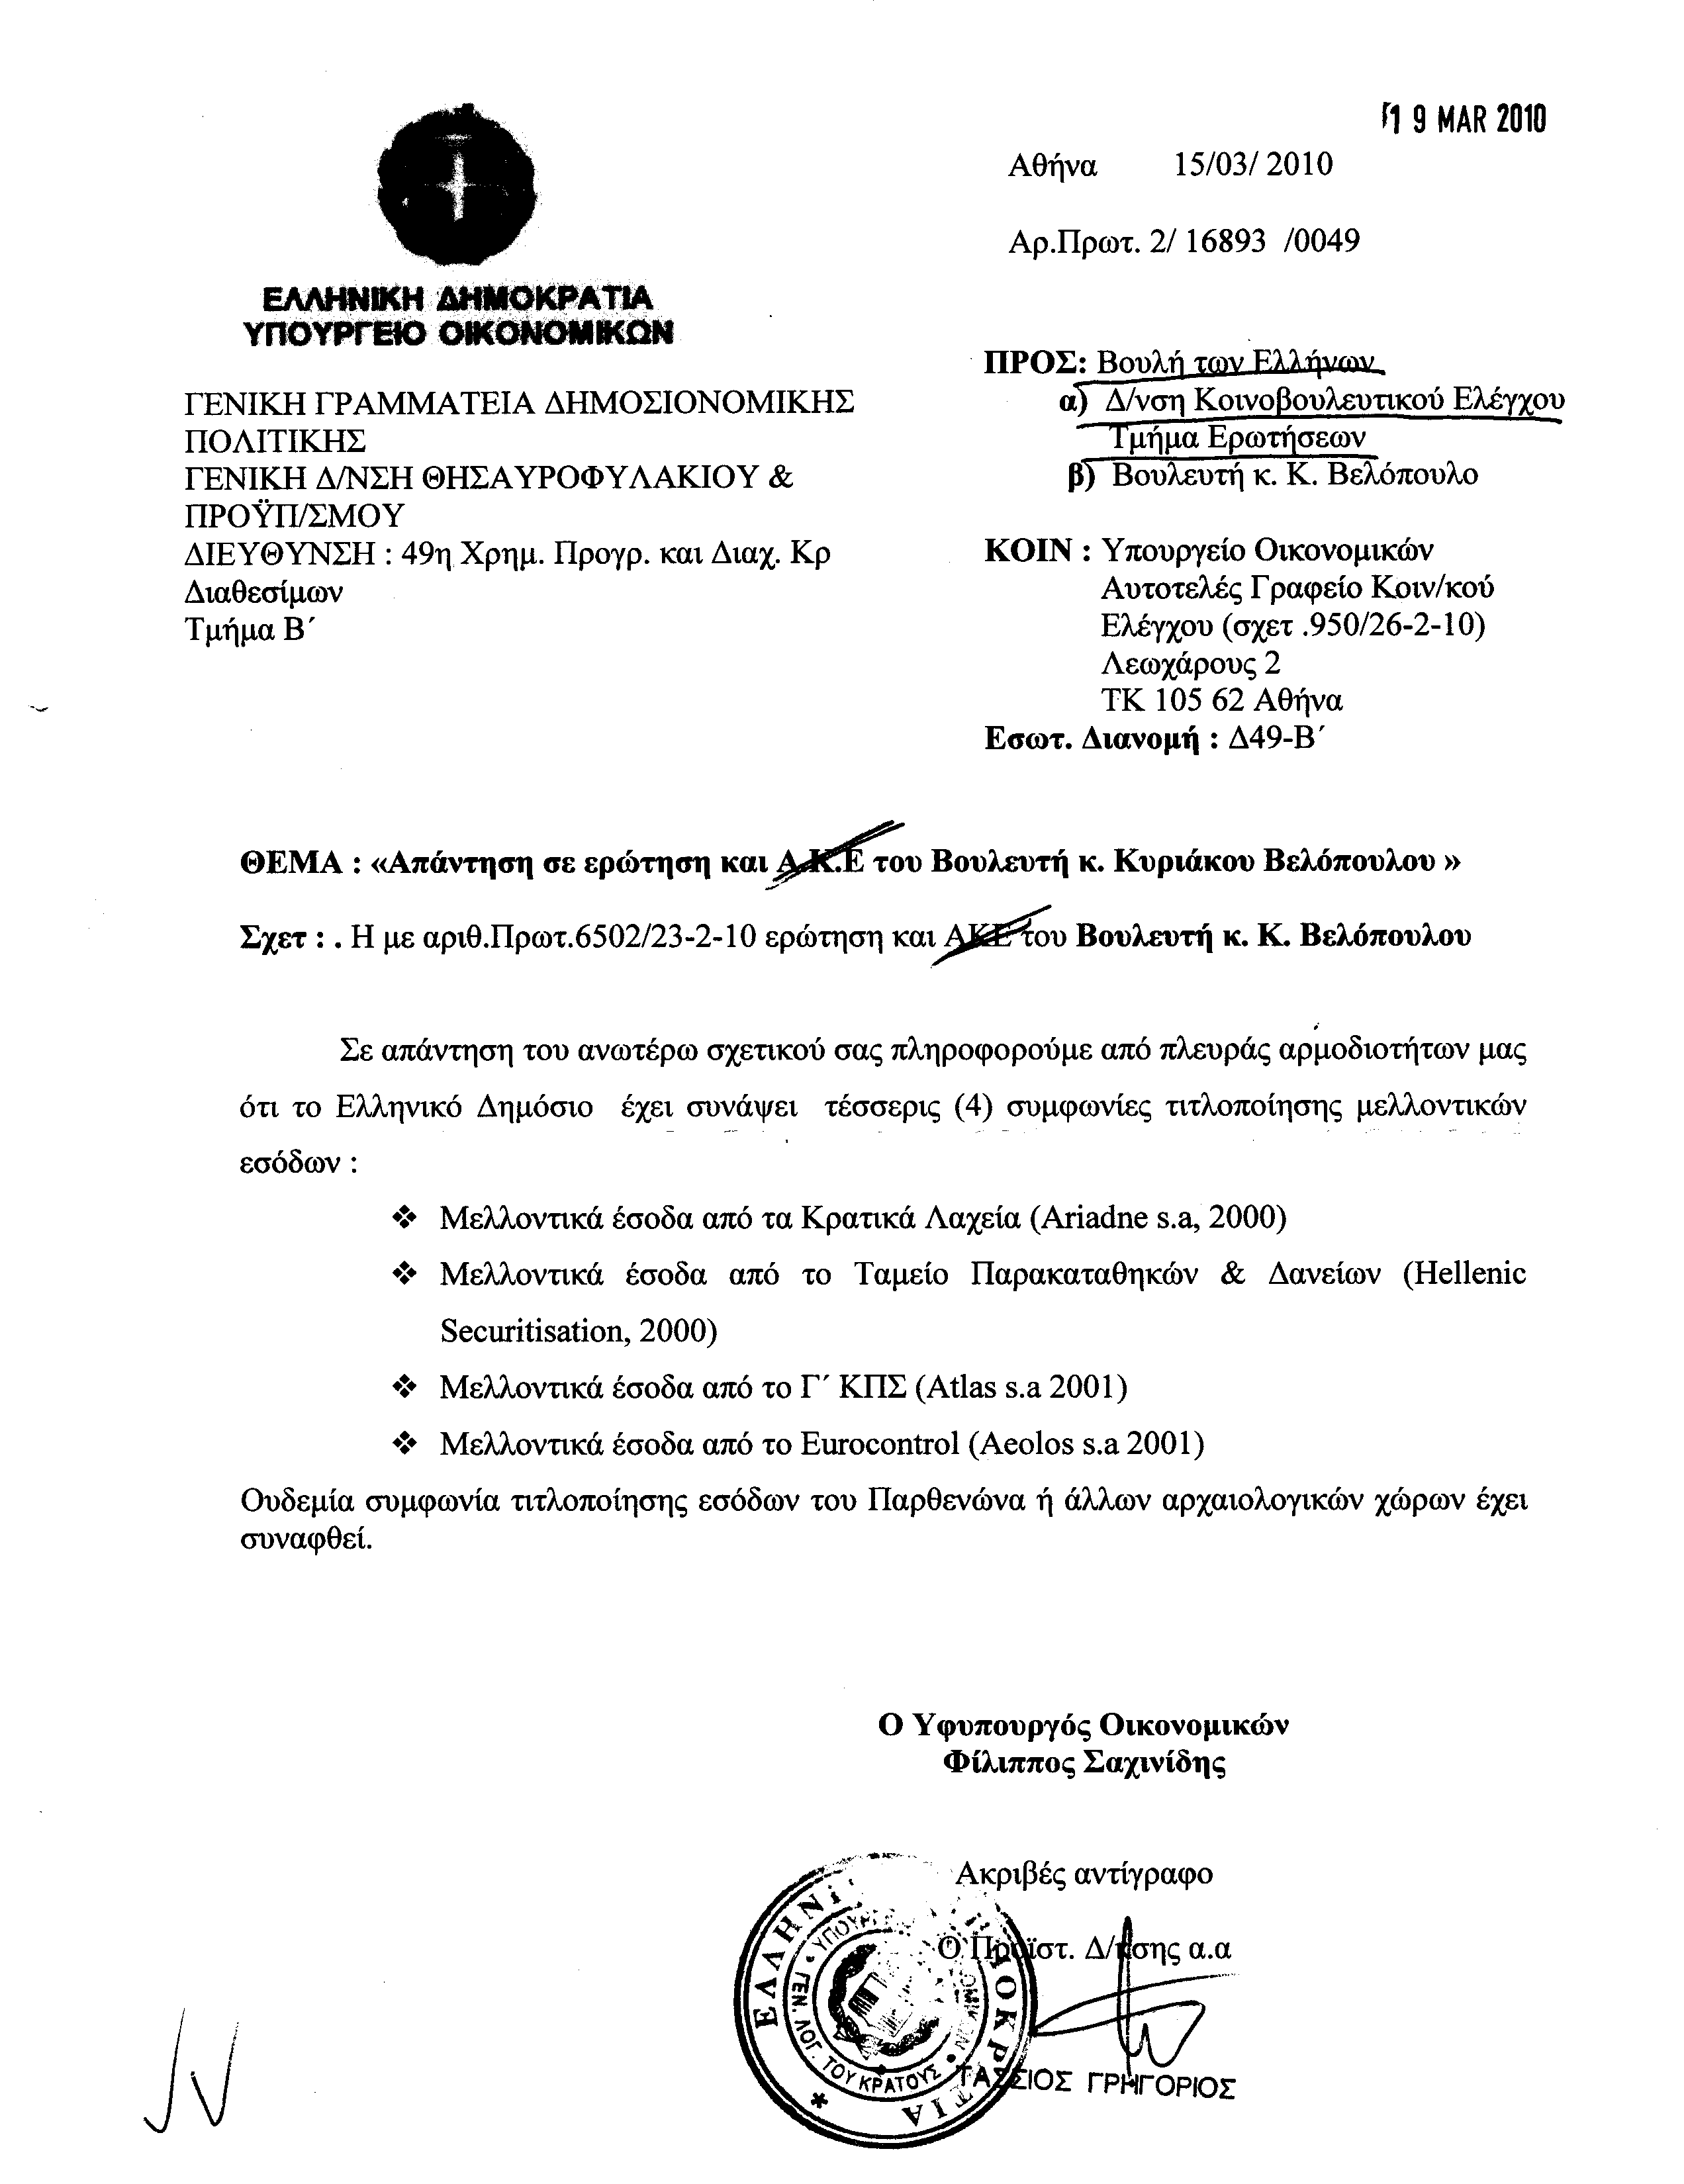 19 MAR 2010
Αθήνα 15/03/ 2010
Αρ.Πρωτ. 2/ 16893 /0049
ΕΛΛΗΝΙΚΗ ΔΗΜΟΚΡΑΤΙΑ
ΥΠΟΥΡΓΕΙΟ ΟΙΚΟΝΟΜΙΚΩΝ
ΓΕΝΙΚΗ ΓΡΑΜΜΑΤΕΙΑ ΔΗΜΟΣΙΟΝΟΜΙΚΗΣ
ΠΟΛΙΤΙΚΗΣ
ΓΕΝΙΚΗ Δ/ΝΣΗ ΘΗΣΑΥΡΟΦΥΛΑΚΙΟΥ &
ΠΡΟΫΠ/ΣΜΟΥ
ΔΙΕΥΘΥΝΣΗ : 49η Χρημ. Προγρ. και Διαχ. Κρ
Διαθεσίμων
Τμήμα Β΄
ΠΡΟΣ: Βουλή των Ελλήνων
α) Δ/νση Κοινοβουλευτικού Ελέγχου
Τμήμα Ερωτήσεων
β) Βουλευτή κ. Κ. Βελόπουλο
ΚΟΙΝ : Υπουργείο Οικονομικών
Αυτοτελές Γραφείο Κοιν/κού
Ελέγχου (σχετ .950/26-2-10)
Λεωχάρους 2
ΤΚ 105 62 Αθήνα
Εσωτ. Διανομή : Δ49-Β΄
ΘΕΜΑ : «Απάντηση σε ερώτηση και Α.Κ.Ε του Βουλευτή κ. Κυριάκου Βελόπουλου »
Σχετ : . Η με αριθ.Πρωτ.6502/23-2-10 ερώτηση και ΑΚΕ του Βουλευτή κ. Κ. Βελόπουλου
Σε απάντηση του ανωτέρω σχετικού σας πληροφορούμε από πλευράς αρμοδιοτήτων μας
ότι το Ελληνικό Δημόσιο έχει συνάψει τέσσερις (4) συμφωνίες τιτλοποίησης μελλοντικών
εσόδων :
❖ Μελλοντικά έσοδα από τα Κρατικά Λαχεία (Ariadne s.a, 2000)
❖ Μελλοντικά έσοδα από το Ταμείο Παρακαταθηκών & Δανείων (Hellenic
Securitisation, 2000)
❖ Μελλοντικά έσοδα από το Γ΄ ΚΠΣ (Atlas s.a 2001)
❖ Μελλοντικά έσοδα από το Eurocontrol (Aeolos s.a 2001)
Ουδεμία συμφωνία τιτλοποίησης εσόδων του Παρθενώνα ή άλλων αρχαιολογικών χώρων έχει
συναφθεί.
Ο Υφυπουργός Οικονομικών
Φίλιππος Σαχινίδης
Ακριβές αντίγραφο
Ο Προϊστ. Δ/νσης α.α
ΤΑΣΣΙΟΣ ΓΡΗΓΟΡΙΟΣ
ΓΕΝ. ΛΟΓ. ΤΟΥ ΚΡΑΤΟΥΣ